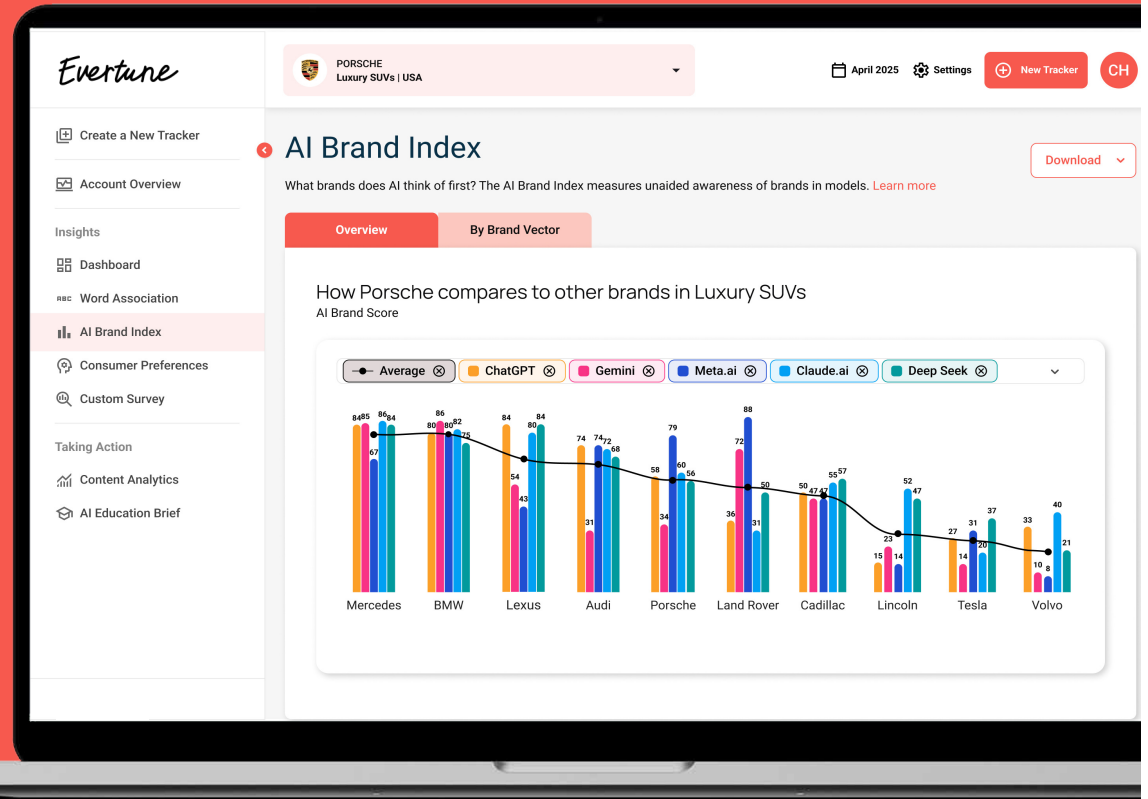 Evertune
PORSCHE
Luxury SUVs | USA
April 2025
Settings
New Tracker
CH
Create a New Tracker
Account Overview
Insights
Dashboard
ABC Word Association
AI Brand Index
Consumer Preferences
Custom Survey
Taking Action
Content Analytics
AI Education Brief
AI Brand Index
Download
What brands does AI think of first? The AI Brand Index measures unaided awareness of brands in models. Learn more
Overview
By Brand Vector
How Porsche compares to other brands in Luxury SUVs
AI Brand Score
Average
ChatGPT
Gemini
Meta.ai
Claude.ai
Deep Seek
84 85 67 86 84
80 86 80 82 75
84 54 43 80 84
74 31 74 72 68
58 34 79 60 56
36 72 88 31 50
50 47 47 55 57
15 23 14 52 47
27 14 31 20 37
33 10 8 40 21
Mercedes BMW Lexus Audi Porsche Land Rover Cadillac Lincoln Tesla Volvo